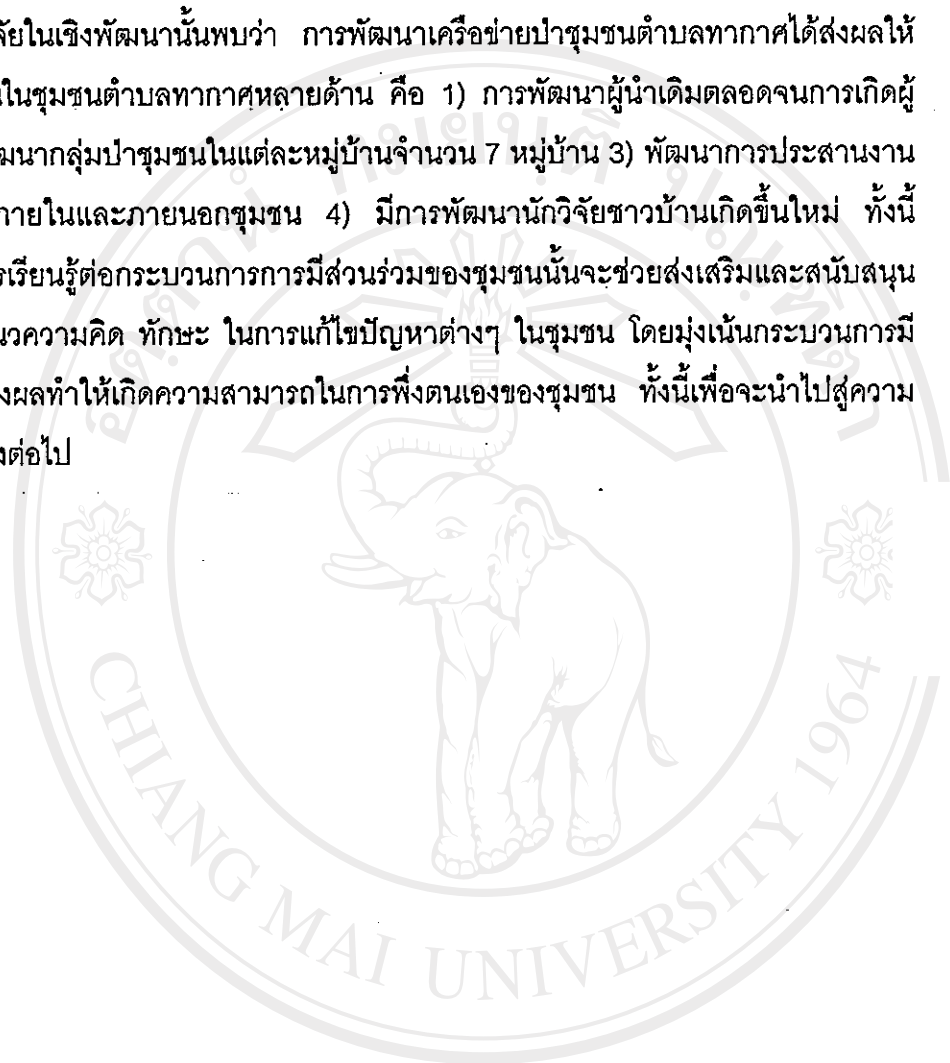 ัยในเชิงพัฒนานั้นพบว่า การพัฒนาเครือข่ายป่าชุมชนตำบลทากาศได้ส่งผลให้
ในชุมชนตำบลทากาศหลายด้าน คือ 1) การพัฒนาผู้นำเดิมตลอดจนการเกิดผู้
ฒนากลุ่มป่าชุมชนในแต่ละหมู่บ้านจำนวน 7 หมู่บ้าน 3) พัฒนาการประสานงาน
ภายในและภายนอกชุมชน 4) มีการพัฒนานักวิจัยชาวบ้านเกิดขึ้นใหม่ ทั้งนี้
รเรียนรู้ต่อกระบวนการการมีส่วนร่วมของชุมชนนั้นจะช่วยส่งเสริมและสนับสนุน
นวความคิด ทักษะ ในการแก้ไขปัญหาต่างๆ ในชุมชน โดยมุ่งเน้นกระบวนการมี
งผลทำให้เกิดความสามารถในการพึ่งตนเองของชุมชน ทั้งนี้เพื่อจะนำไปสู่ความ
งต่อไป
อตฺตานํ ทมยนฺติ ปณฺฑิตา
CHIANG MAI UNIVERSITY 1964